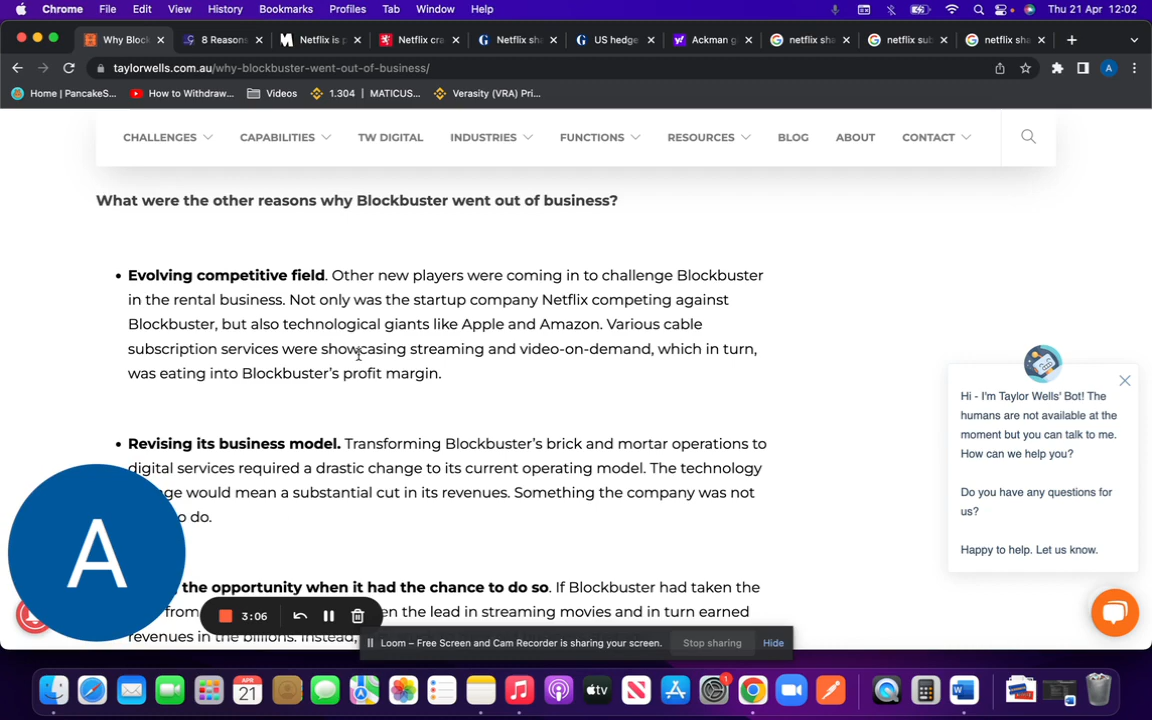 Chrome File Edit View History Bookmarks Profiles Tab Window Help Thu 21 Apr 12:02
Why Bloc 8 Reasons Netflix is p Netflix cra Netflix sh US hedge Ackman g netflix sha netflix sub netflix sha
taylorwells.com.au/why-blockbuster-went-out-of-business/ A
Home | PancakeS... How to Withdraw... Videos 1.304 | MATICUS... Verasity (VRA) Pri...
CHALLENGES CAPABILITIES TW DIGITAL INDUSTRIES FUNCTIONS RESOURCES BLOG ABOUT CONTACT
What were the other reasons why Blockbuster went out of business?
• Evolving competitive field. Other new players were coming in to challenge Blockbuster
in the rental business. Not only was the startup company Netflix competing against
Blockbuster, but also technological giants like Apple and Amazon. Various cable
subscription services were showcasing streaming and video-on-demand, which in turn,
was eating into Blockbuster's profit margin.
• Revising its business model. Transforming Blockbuster's brick and mortar operations to
digital services required a drastic change to its current operating model. The technology
would mean a substantial cut in its revenues. Something the company was not
do.
the opportunity when it had the chance to do so. If Blockbuster had taken the
from the lead in streaming movies and in turn earned
revenues in the billions. Instead,
Hi - I'm Taylor Wells' Bot! The
humans are not available at the
moment but you can talk to me.
How can we help you?
Do you have any questions for
us?
Happy to help. Let us know.
A
3:06
Loom – Free Screen and Cam Recorder is sharing your screen. Stop sharing Hide
APR
21
tv
1